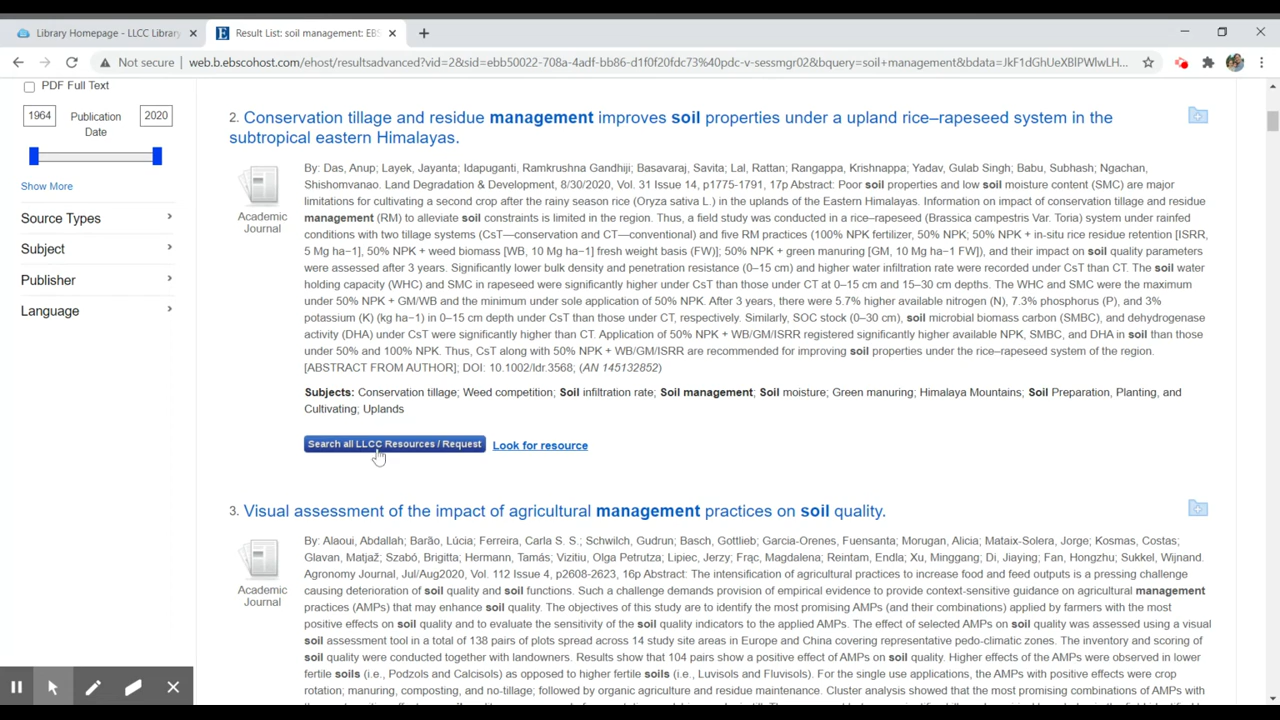 Library Homepage - LLCC Library
Result List: soil management: EBS
Not secure
web.b.ebscohost.com/ehost/resultsadvanced?vid=2&sid=ebb50022-708a-4adf-bb86-d1f0f20fdc73%40pdc-v-sessmgr02&bquery=soil+management&bdata=JkF1dGhUeXBlPWlwLH...
PDF Full Text
1964
Publication
Date
2020
Show More
Source Types
Subject
Publisher
Language
2. Conservation tillage and residue management improves soil properties under a upland rice–rapeseed system in the
subtropical eastern Himalayas.
Academic
Journal
By: Das, Anup; Layek, Jayanta; Idapuganti, Ramkrushna Gandhiji; Basavaraj, Savita; Lal, Rattan; Rangappa, Krishnappa; Yadav, Gulab Singh; Babu, Subhash; Ngachan,
Shishomvanao. Land Degradation & Development, 8/30/2020, Vol. 31 Issue 14, p1775-1791, 17p Abstract: Poor soil properties and low soil moisture content (SMC) are major
limitations for cultivating a second crop after the rainy season rice (Oryza sativa L.) in the uplands of the Eastern Himalayas. Information on impact of conservation tillage and residue
management (RM) to alleviate soil constraints is limited in the region. Thus, a field study was conducted in a rice–rapeseed (Brassica campestris Var. Toria) system under rainfed
conditions with two tillage systems (CsT—conservation and CT—conventional) and five RM practices (100% NPK fertilizer, 50% NPK; 50% NPK + in-situ rice residue retention [ISRR,
5 Mg ha−1], 50% NPK + weed biomass [WB, 10 Mg ha−1] fresh weight basis (FW)]; 50% NPK + green manuring [GM, 10 Mg ha−1 FW]), and their impact on soil quality parameters
were assessed after 3 years. Significantly lower bulk density and penetration resistance (0–15 cm) and higher water infiltration rate were recorded under CsT than CT. The soil water
holding capacity (WHC) and SMC in rapeseed were significantly higher under CsT than those under CT at 0–15 cm and 15–30 cm depths. The WHC and SMC were the maximum
under 50% NPK + GM/WB and the minimum under sole application of 50% NPK. After 3 years, there were 5.7% higher available nitrogen (N), 7.3% phosphorus (P), and 3%
potassium (K) (kg ha−1) in 0–15 cm depth under CsT than those under CT, respectively. Similarly, SOC stock (0–30 cm), soil microbial biomass carbon (SMBC), and dehydrogenase
activity (DHA) under CsT were significantly higher than CT. Application of 50% NPK + WB/GM/ISRR registered significantly higher available NPK, SMBC, and DHA in soil than those
under 50% and 100% NPK. Thus, CsT along with 50% NPK + WB/GM/ISRR are recommended for improving soil properties under the rice–rapeseed system of the region.
[ABSTRACT FROM AUTHOR]; DOI: 10.1002/ldr.3568; (AN 145132852)
Subjects: Conservation tillage; Weed competition; Soil infiltration rate; Soil management; Soil moisture; Green manuring; Himalaya Mountains; Soil Preparation, Planting, and
Cultivating; Uplands
Search all LLCC Resources / Request
Look for resource
3. Visual assessment of the impact of agricultural management practices on soil quality.
Academic
Journal
By: Alaoui, Abdallah; Barão, Lúcia; Ferreira, Carla S. S.; Schwilch, Gudrun; Basch, Gottlieb; Garcia-Orenes, Fuensanta; Morugan, Alicia; Mataix-Solera, Jorge; Kosmas, Costas;
Glavan, Matjaž; Szabó, Brigitta; Hermann, Tamás; Vizitiu, Olga Petrutza; Lipiec, Jerzy; Frąc, Magdalena; Reintam, Endla; Xu, Minggang; Di, Jiaying; Fan, Hongzhu; Sukkel, Wijnand.
Agronomy Journal, Jul/Aug2020, Vol. 112 Issue 4, p2608-2623, 16p Abstract: The intensification of agricultural practices to increase food and feed outputs is a pressing challenge
causing deterioration of soil quality and soil functions. Such a challenge demands provision of empirical evidence to provide context-sensitive guidance on agricultural management
practices (AMPs) that may enhance soil quality. The objectives of this study are to identify the most promising AMPs (and their combinations) applied by farmers with the most
positive effects on soil quality and to evaluate the sensitivity of the soil quality indicators to the applied AMPs. The effect of selected AMPs on soil quality was assessed using a visual
soil assessment tool in a total of 138 pairs of plots spread across 14 study site areas in Europe and China covering representative pedo-climatic zones. The inventory and scoring of
soil quality were conducted together with landowners. Results show that 104 pairs show a positive effect of AMPs on soil quality. Higher effects of the AMPs were observed in lower
fertile soils (i.e., Podzols and Calcisols) as opposed to higher fertile soils (i.e., Luvisols and Fluvisols). For the single use applications, the AMPs with positive effects were crop
rotation; manuring, composting, and no-tillage; followed by organic agriculture and residue maintenance. Cluster analysis showed that the most promising combinations of AMPs with